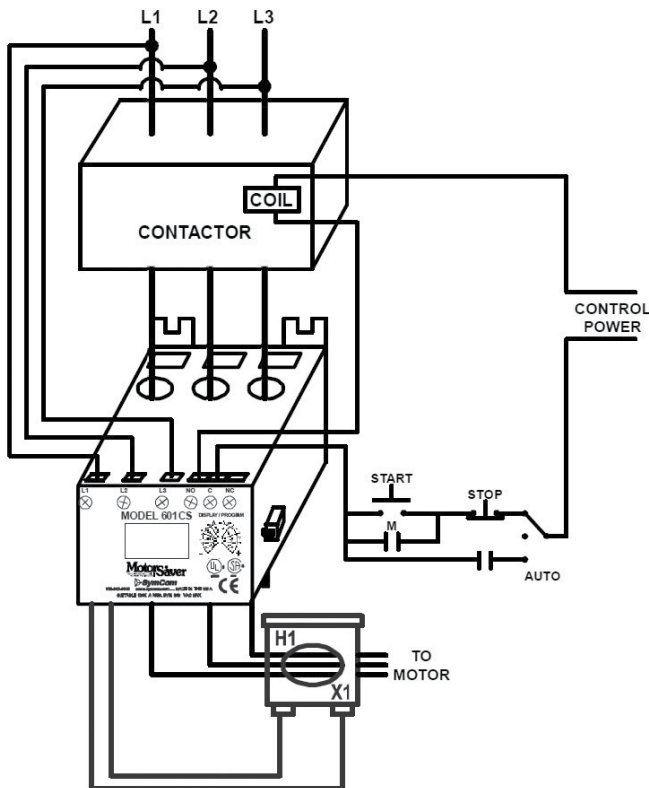 L1 L2 L3
COIL
CONTACTOR
CONTROL
POWER
START
STOP
M
AUTO
L1 L2 L3 NO C NC
MODEL 601CS DISPLAY / PROGRAM
- +
MotorSaver
SymCom
UL
CE
H1
X1
TO
MOTOR